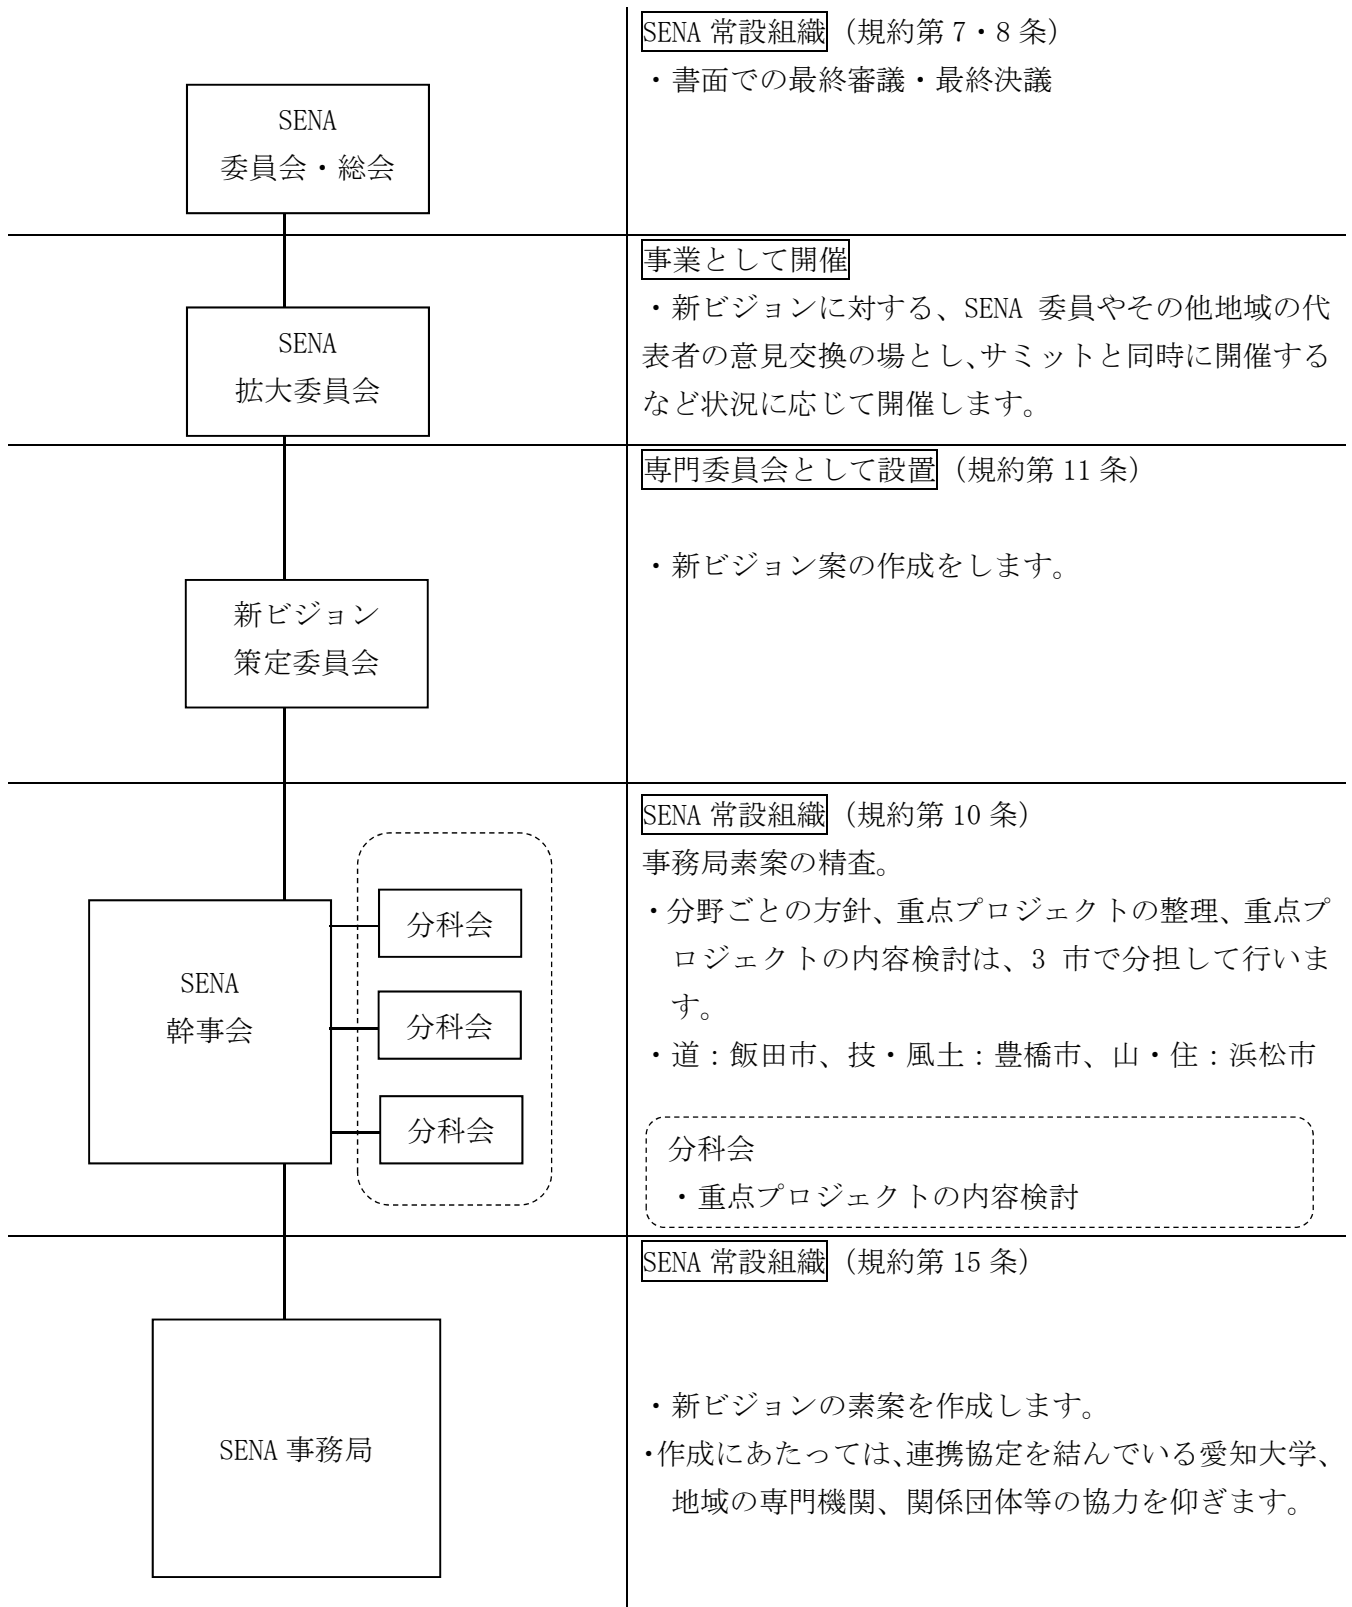 SENA 常設組織（規約第 7・8 条）
・書面での最終審議・最終決議
SENA
委員会・総会
事業として開催
・新ビジョンに対する、SENA 委員やその他地域の代
表者の意見交換の場とし、サミットと同時に開催する
など状況に応じて開催します。
SENA
拡大委員会
専門委員会として設置（規約第 11 条）
・新ビジョン案の作成をします。
新ビジョン
策定委員会
SENA 常設組織（規約第 10 条）
事務局素案の精査。
・分野ごとの方針、重点プロジェクトの整理、重点プ
ロジェクトの内容検討は、3 市で分担して行いま
す。
・道：飯田市、技・風土：豊橋市、山・住：浜松市
分科会
・重点プロジェクトの内容検討
SENA
幹事会
分科会
分科会
分科会
SENA 常設組織（規約第 15 条）
・新ビジョンの素案を作成します。
・作成にあたっては、連携協定を結んでいる愛知大学、
地域の専門機関、関係団体等の協力を仰ぎます。
SENA 事務局